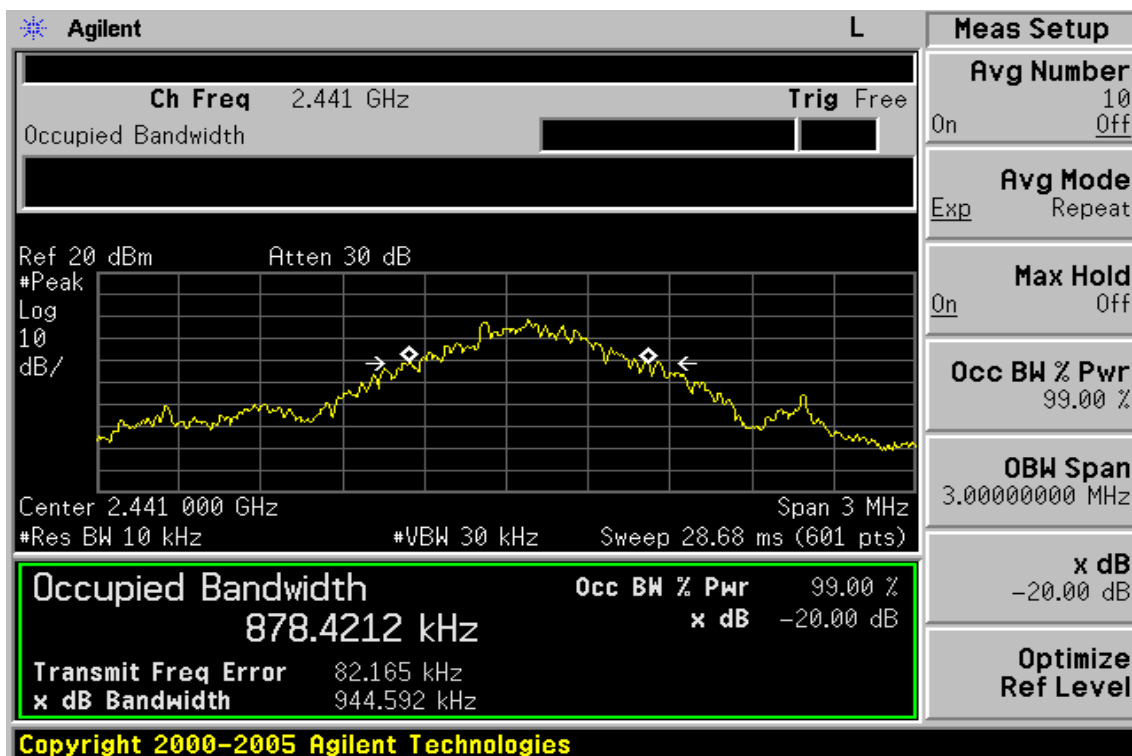 Agilent L
Ch Freq 2.441 GHz Trig Free
Occupied Bandwidth
Ref 20 dBm Atten 30 dB
#Peak
Log
10
dB/
Center 2.441 000 GHz Span 3 MHz
#Res BW 10 kHz #VBW 30 kHz Sweep 28.68 ms (601 pts)
Occupied Bandwidth Occ BW % Pwr 99.00 %
878.4212 kHz x dB -20.00 dB
Transmit Freq Error 82.165 kHz
x dB Bandwidth 944.592 kHz
Copyright 2000-2005 Agilent Technologies
Meas Setup
Avg Number
10
On Off
Avg Mode
Exp Repeat
Max Hold
On Off
Occ BW % Pwr
99.00 %
OBW Span
3.00000000 MHz
x dB
-20.00 dB
Optimize
Ref Level